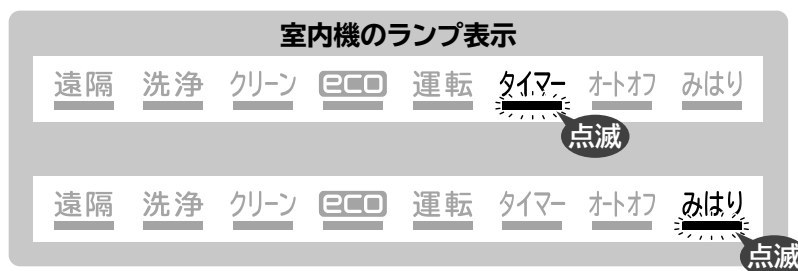 室内機のランプ表示
遠隔 洗浄 クリーン eco 運転 タイマー オートオフ みはり
点滅
遠隔 洗浄 クリーン eco 運転 タイマー オートオフ みはり
点滅